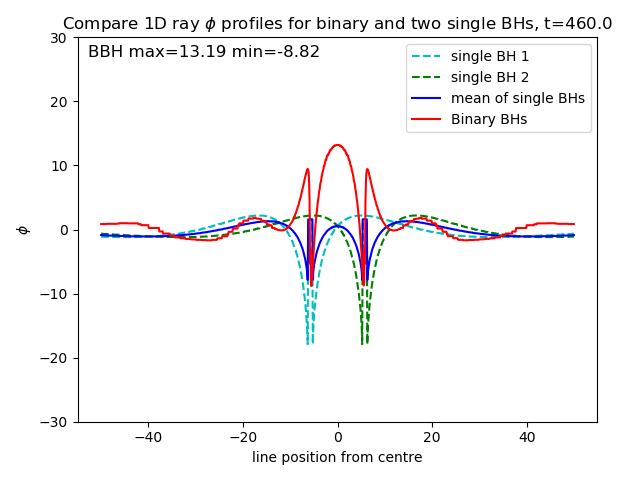 Compare 1D ray ϕ profiles for binary and two single BHs, t=460.0
BBH max=13.19 min=-8.82
single BH 1
single BH 2
mean of single BHs
Binary BHs
30
20
10
0
−10
−20
−30
ϕ
−40
−20
0
20
40
line position from centre